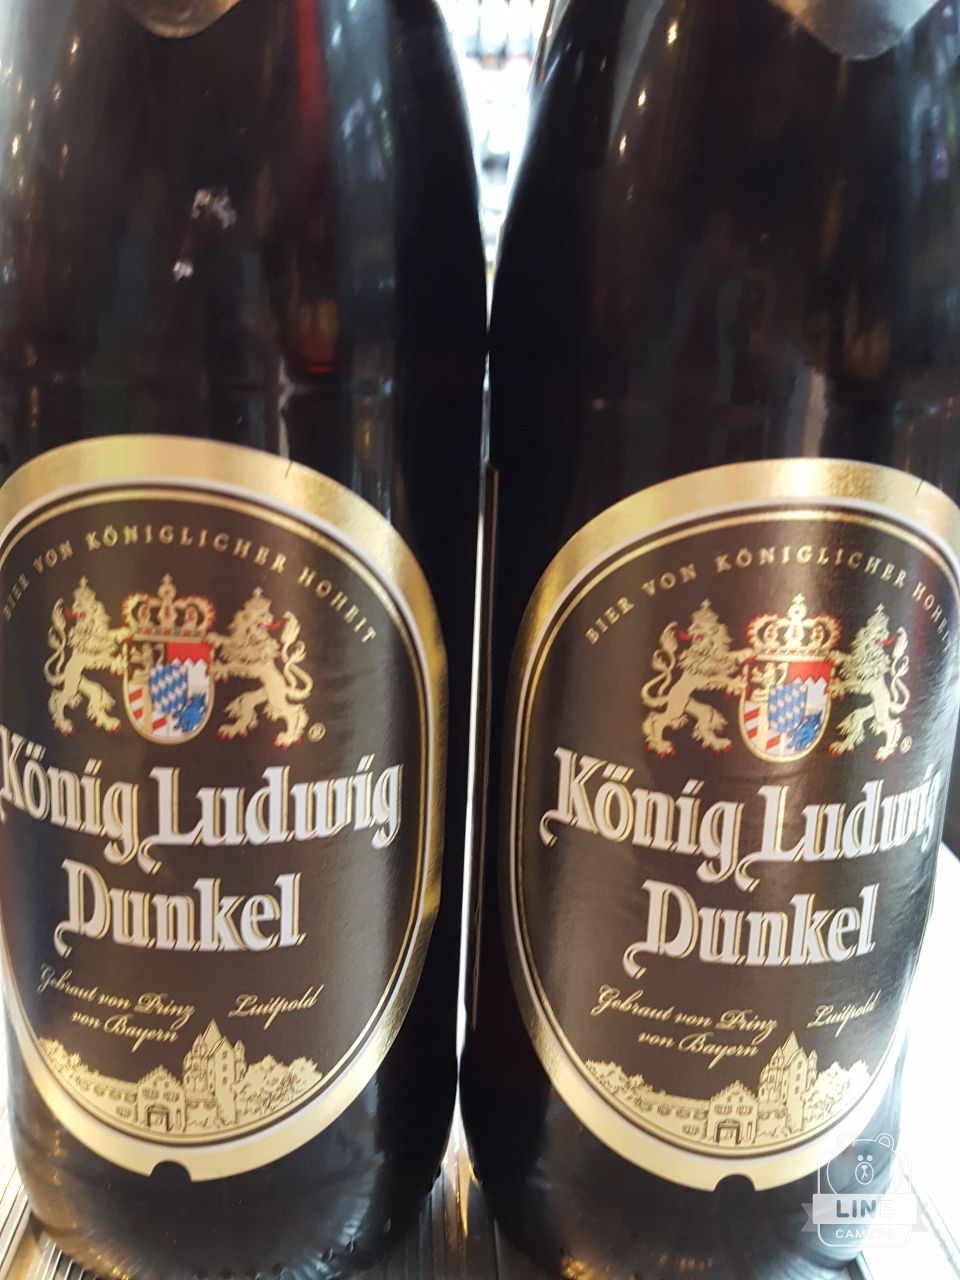 BIER VON KÖNIGLICHER HOHEIT
®
König Ludwig
Dunkel
Gebraut von Prinz Luitpold
von Bayern
BIER VON KÖNIGLICHER HOHEIT
®
König Ludwig
Dunkel
Gebraut von Prinz Luitpold
von Bayern
LINE
CAMERA